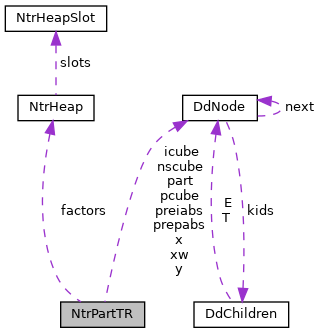 NtrHeapSlot
slots
NtrHeap
DdNode
next
icube
nscube
part
pcube
preiabs
prepabs
x
xw
y
factors
E
T
kids
NtrPartTR
DdChildren